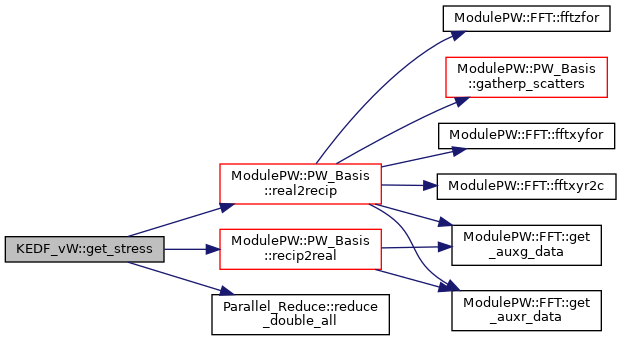 KEDF_vW::get_stress
ModulePW::PW_Basis
::real2recip
ModulePW::PW_Basis
::recip2real
Parallel_Reduce::reduce
_double_all
ModulePW::FFT::fftzfor
ModulePW::PW_Basis
::gatherp_scatters
ModulePW::FFT::fftxyfor
ModulePW::FFT::fftxyr2c
ModulePW::FFT::get
_auxg_data
ModulePW::FFT::get
_auxr_data